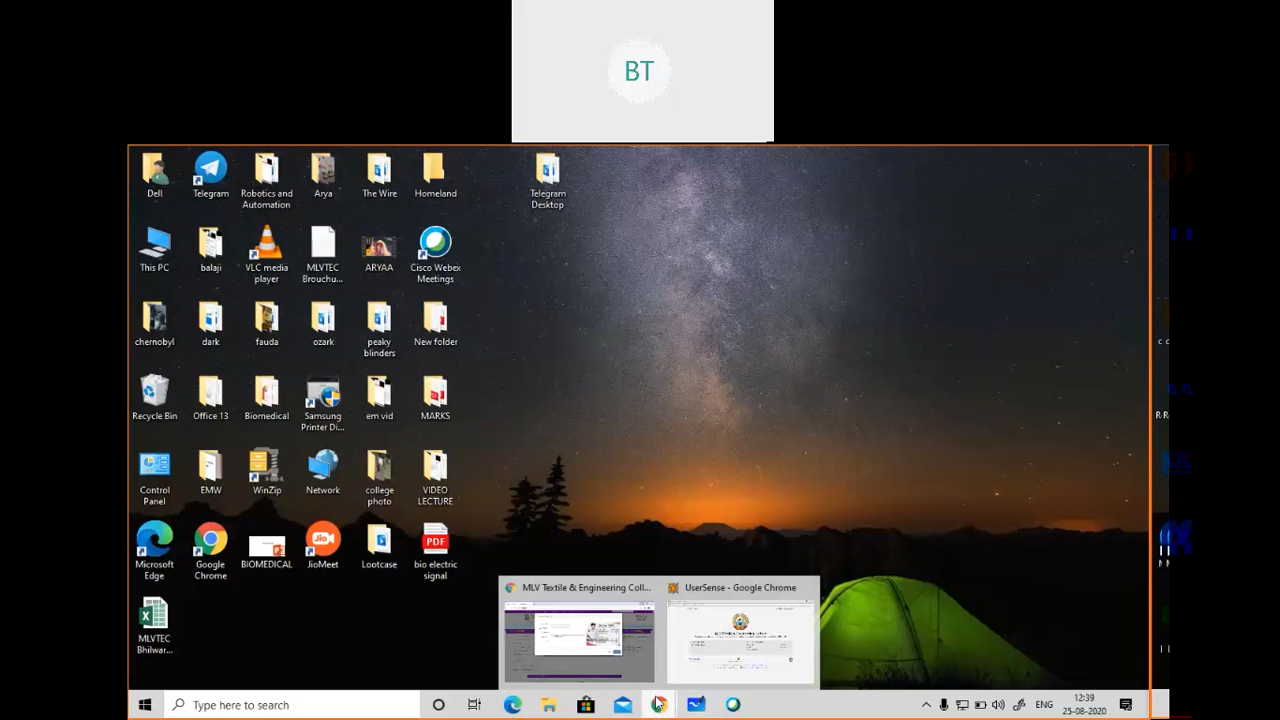 BT
Dell
Telegram
Robotics and
Automation
Arya
The Wire
Homeland
Telegram
Desktop
This PC
balaji
VLC media
player
MLVTEC
Brouchu...
ARYAA
Cisco Webex
Meetings
chernobyl
dark
fauda
ozark
peaky
blinders
New folder
Recycle Bin
Office 13
Biomedical
Samsung
Printer Di...
em vid
MARKS
Control
Panel
EMW
WinZip
Network
college
photo
VIDEO
LECTURE
Microsoft
Edge
Google
Chrome
BIOMEDICAL
JioMeet
Lootcase
PDF
bio electric
signal
MLVTEC
Bhilwar...
MLV Textile & Engineering Coll...
UserSense - Google Chrome
Type here to search
ENG
12:39
25-08-2020